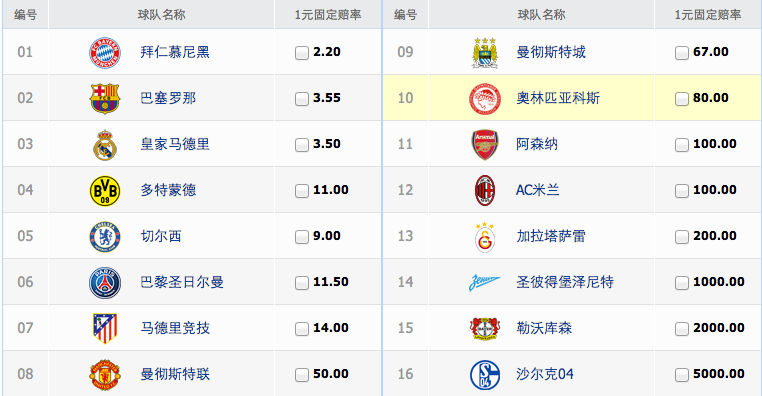 编号 球队名称 1元固定赔率 编号 球队名称 1元固定赔率
01 拜仁慕尼黑 2.20 09 曼彻斯特城 67.00
02 巴塞罗那 3.55 10 奥林匹亚科斯 80.00
03 皇家马德里 3.50 11 阿森纳 100.00
04 多特蒙德 11.00 12 AC米兰 100.00
05 切尔西 9.00 13 加拉塔萨雷 200.00
06 巴黎圣日尔曼 11.50 14 圣彼得堡泽尼特 1000.00
07 马德里竞技 14.00 15 勒沃库森 2000.00
08 曼彻斯特联 50.00 16 沙尔克04 5000.00